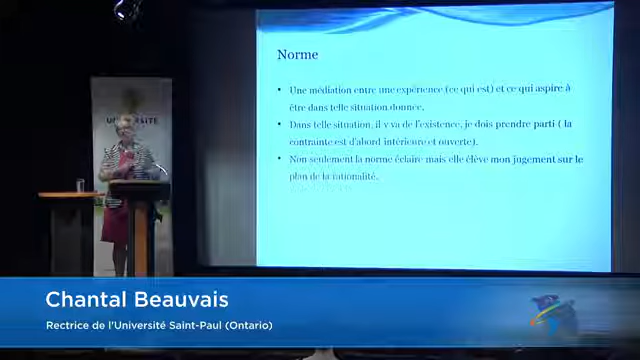 Norme
• Une médiation entre une expérience (ce qui est) et ce qui aspire à
être dans telle situation donnée.
• Dans telle situation, il y va de l'existence, je dois prendre parti ( la
contrainte est d'abord intérieure et ouverte).
• Non seulement la norme éclaire mais elle élève mon jugement sur le
plan de la rationalité.
UNIVERSITÉ
Chantal Beauvais
Rectrice de l'Université Saint-Paul (Ontario)